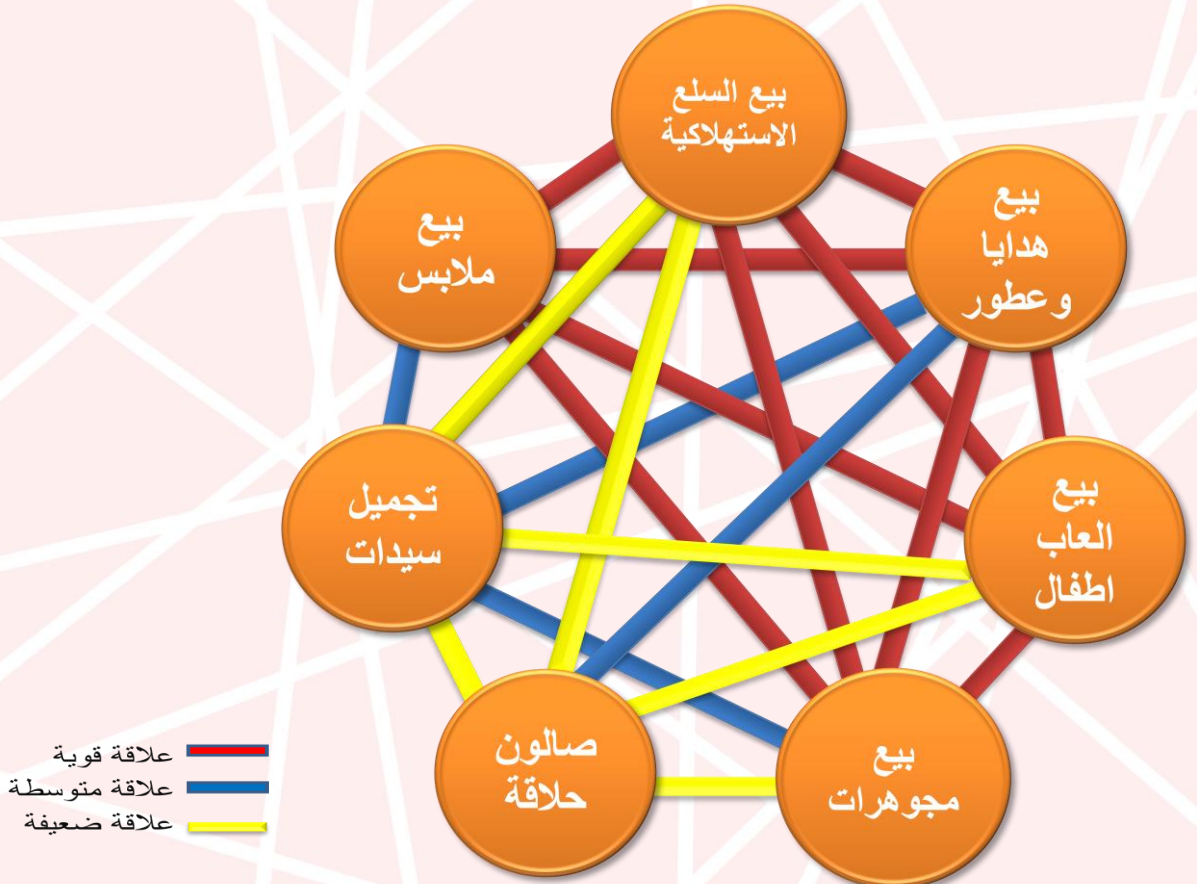 بيع السلع
الاستهلاكية
بيع
هدايا
وعطور
بيع
ملابس
بيع
العاب
اطفال
تجميل
سيدات
صالون
حلاقة
بيع
مجوهرات
علاقة قوية
علاقة متوسطة
علاقة ضعيفة